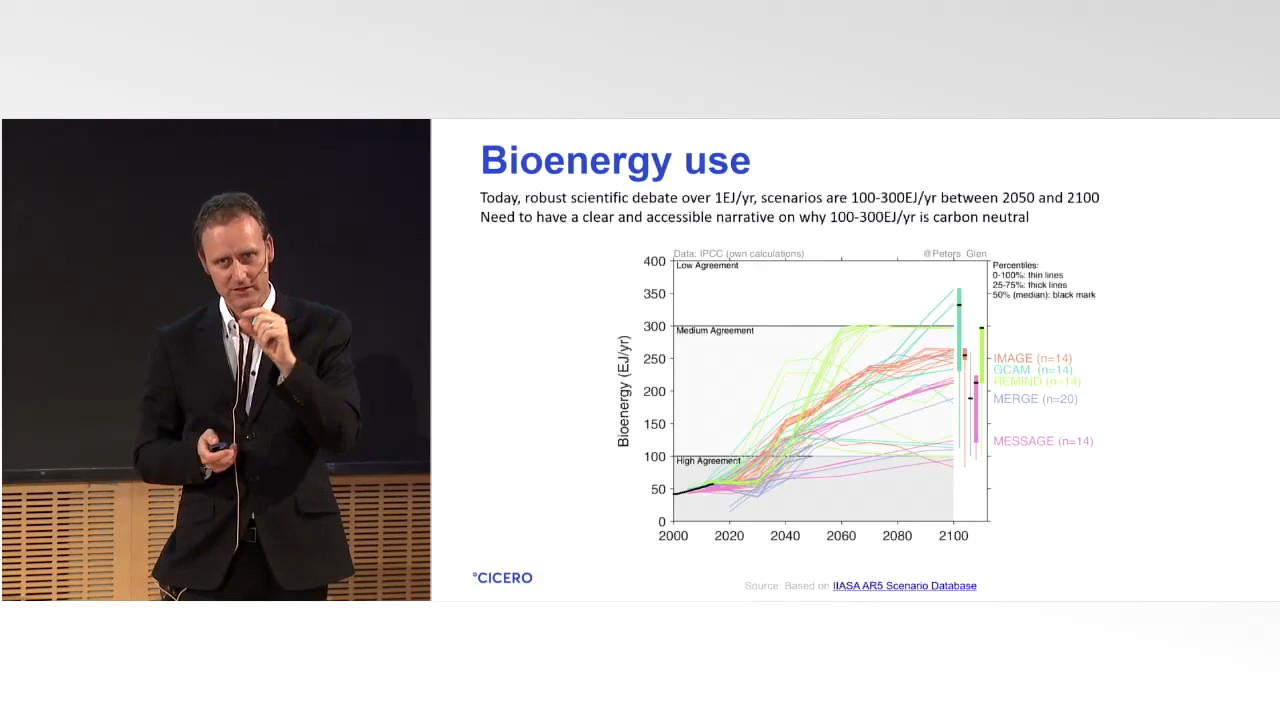 Bioenergy use
Today, robust scientific debate over 1EJ/yr, scenarios are 100-300EJ/yr between 2050 and 2100
Need to have a clear and accessible narrative on why 100-300EJ/yr is carbon neutral
Data: IPCC (own calculations)
@Peters_Glen
400
350
300
250
200
150
100
50
0
Bioenergy (EJ/yr)
Low Agreement
Medium Agreement
High Agreement
2000
2020
2040
2060
2080
2100
Percentiles:
0-100%: thin lines
25-75%: thick lines
50% (median): black mark
IMAGE (n=14)
GCAM (n=14)
REMIND (n=14)
MERGE (n=20)
MESSAGE (n=14)
°CICERO
Source: Based on IIASA AR5 Scenario Database